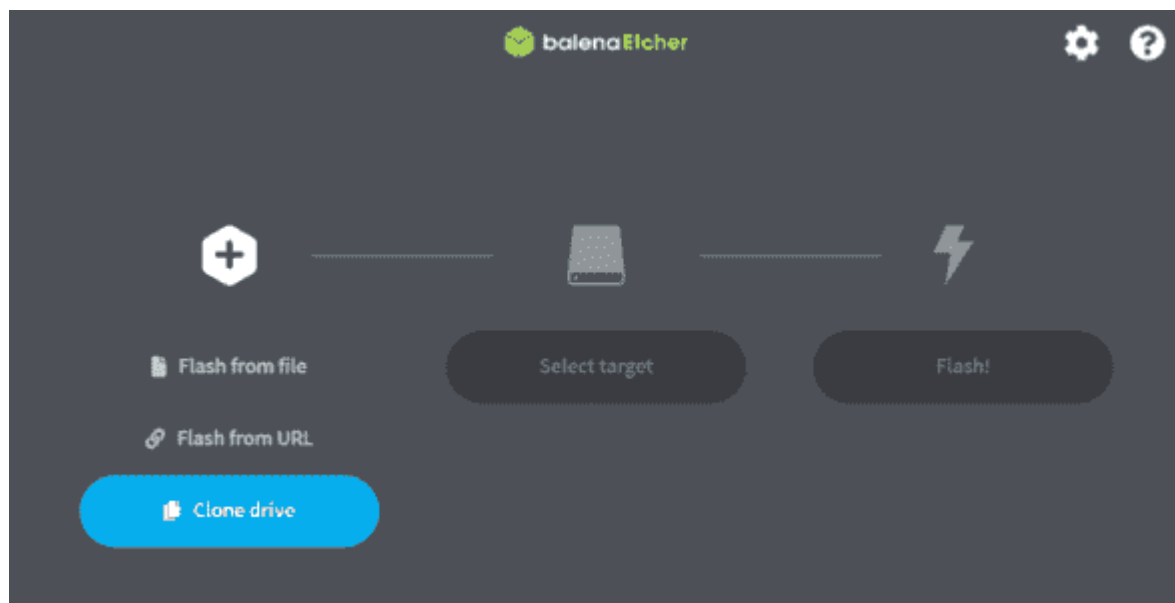 balenaEtcher
Flash from file
Select target
Flash!
Flash from URL
Clone drive